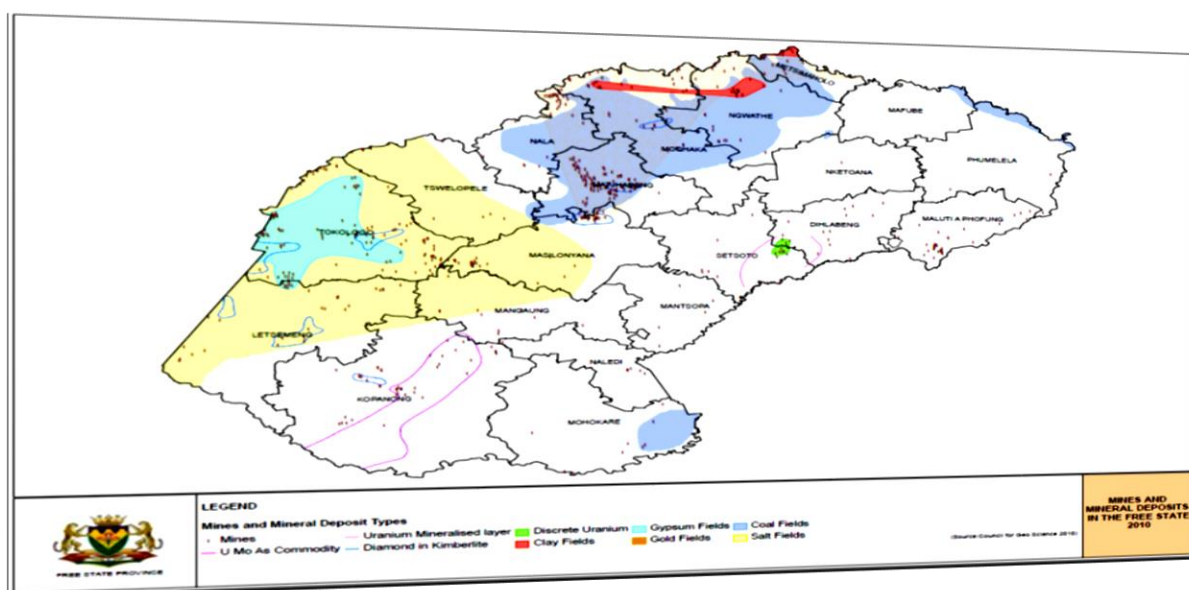 METSIMAHOLO
MAFUBE
NGWATHE
NALA
MOQHAKA
PHUMELELA
NKETOANA
TSWELOPELE
MATJHABENG
TOKOLOGO
DIHLABENG
MALUTI A PHOFUNG
MASILONYANA
SETSOTO
MANGAUNG
MANTSOPA
LETSEMENG
NALEDI
KOPANONG
MOHOKARE
LEGEND
Mines and Mineral Deposit Types
Mines
U Mo As Commodity
Uranium Mineralised layer
Diamond in Kimberlite
Discrete Uranium
Clay Fields
Gypsum Fields
Gold Fields
Coal Fields
Salt Fields
(Source Council for Geo Science 2010)
MINES AND
MINERAL DEPOSITS
IN THE FREE STATE
2010
FREE STATE PROVINCE